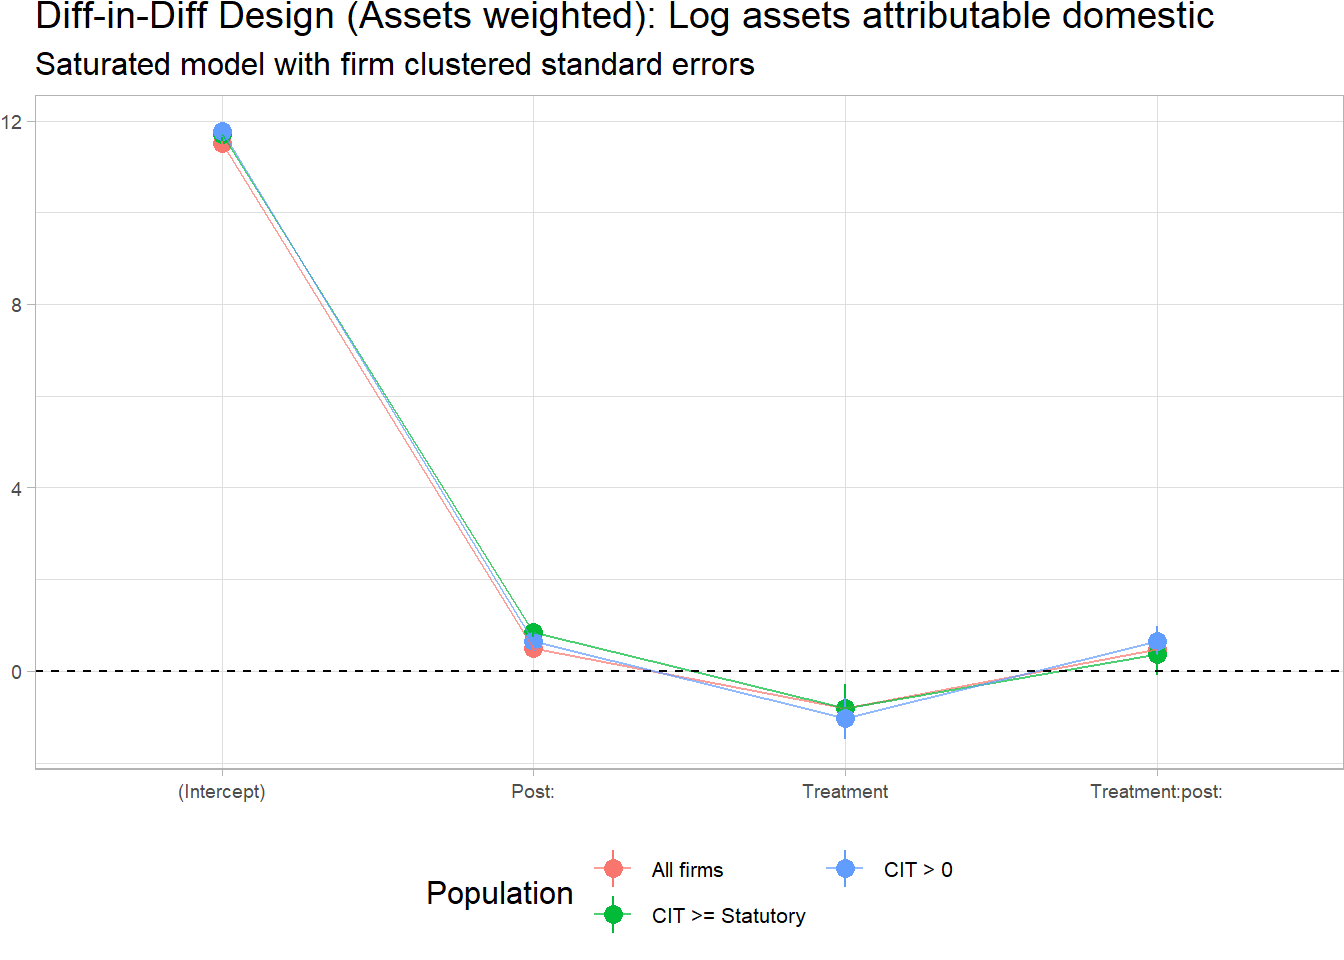 Diff-in-Diff Design (Assets weighted): Log assets attributable domestic
Saturated model with firm clustered standard errors
12
8
4
0
(Intercept) Post: Treatment Treatment:post:
Population
All firms
CIT >= Statutory
CIT > 0